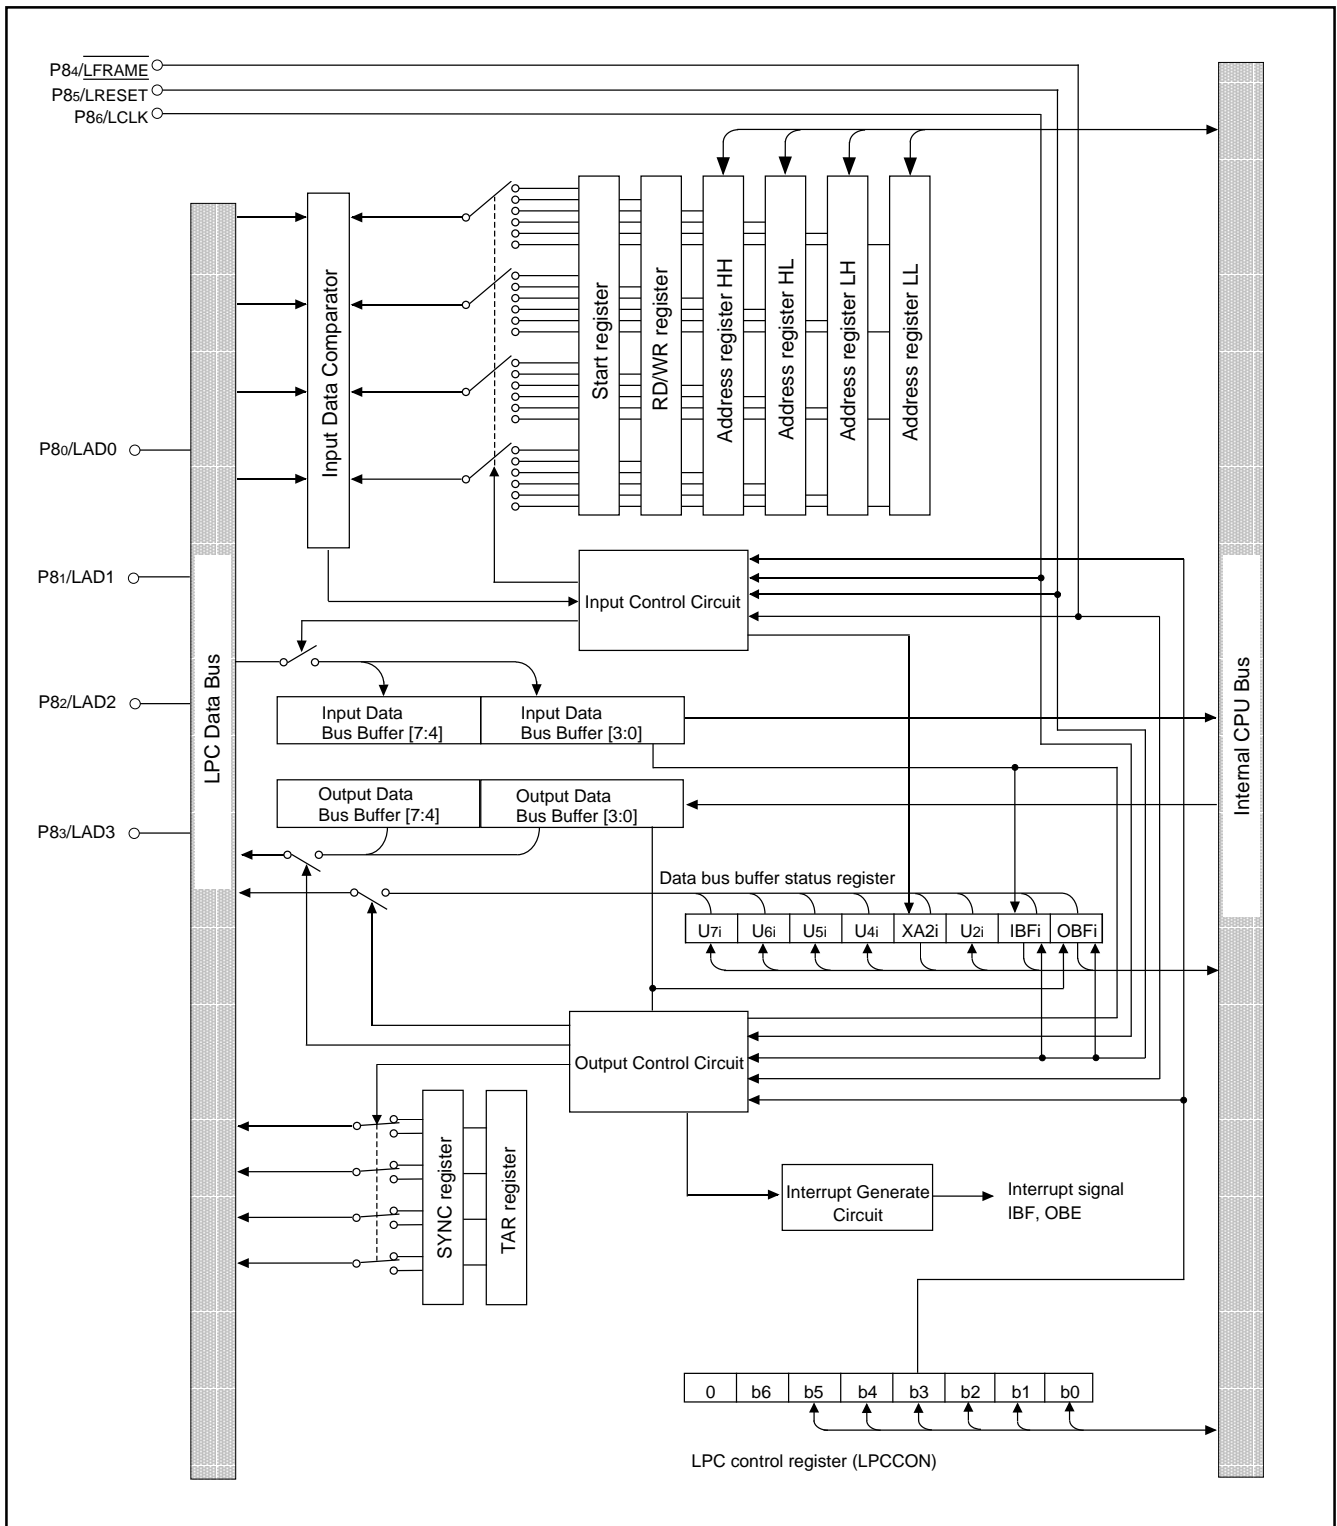 P84/LFRAME
P85/LRESET
P86/LCLK
P80/LAD0
P81/LAD1
P82/LAD2
P83/LAD3
LPC Data Bus
Input Data Comparator
Start register
RD/WR register
Address register HH
Address register HL
Address register LH
Address register LL
Internal CPU Bus
Input Control Circuit
Input Data
Bus Buffer [7:4]
Input Data
Bus Buffer [3:0]
Output Data
Bus Buffer [7:4]
Output Data
Bus Buffer [3:0]
Data bus buffer status register
U7i U6i U5i U4i XA2i U2i IBFi OBFi
Output Control Circuit
SYNC register
TAR register
Interrupt Generate
Circuit
Interrupt signal
IBF, OBE
0 b6 b5 b4 b3 b2 b1 b0
LPC control register (LPCCON)